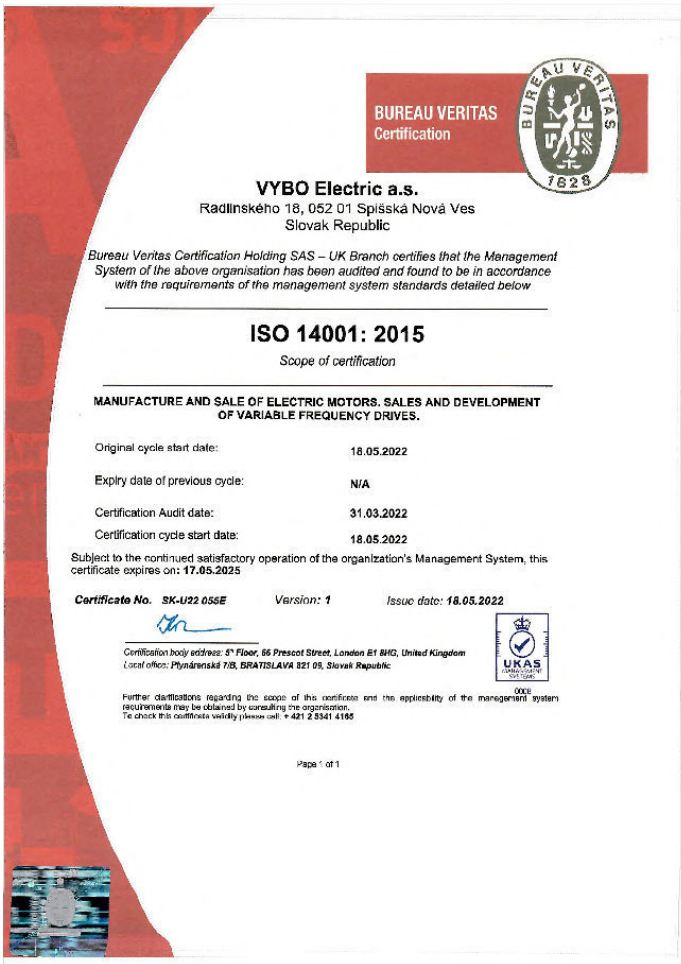 BUREAU VERITAS
Certification
BUREAU VERITAS
1828
VYBO Electric a.s.
Radlinského 18, 052 01 Spišská Nová Ves
Slovak Republic
Bureau Veritas Certification Holding SAS – UK Branch certifies that the Management
System of the above organisation has been audited and found to be in accordance
with the requirements of the management system standards detailed below
ISO 14001: 2015
Scope of certification
MANUFACTURE AND SALE OF ELECTRIC MOTORS. SALES AND DEVELOPMENT
OF VARIABLE FREQUENCY DRIVES.
Original cycle start date: 18.05.2022
Expiry date of previous cycle: N/A
Certification Audit date: 31.03.2022
Certification cycle start date: 18.05.2022
Subject to the continued satisfactory operation of the organization's Management System, this
certificate expires on: 17.05.2025
Certificate No. SK-U22 055E Version: 1 Issue date: 18.05.2022
Certification body address: 5th Floor, 66 Prescot Street, London E1 8HG, United Kingdom
Local office: Plynárenská 7/B, BRATISLAVA 821 09, Slovak Republic
UKAS
MANAGEMENT
SYSTEMS
0008
Further clarifications regarding the scope of this certificate and the applicability of the management system
requirements may be obtained by consulting the organisation.
To check this certificate validity please call: + 421 2 5341 4165
Page 1 of 1